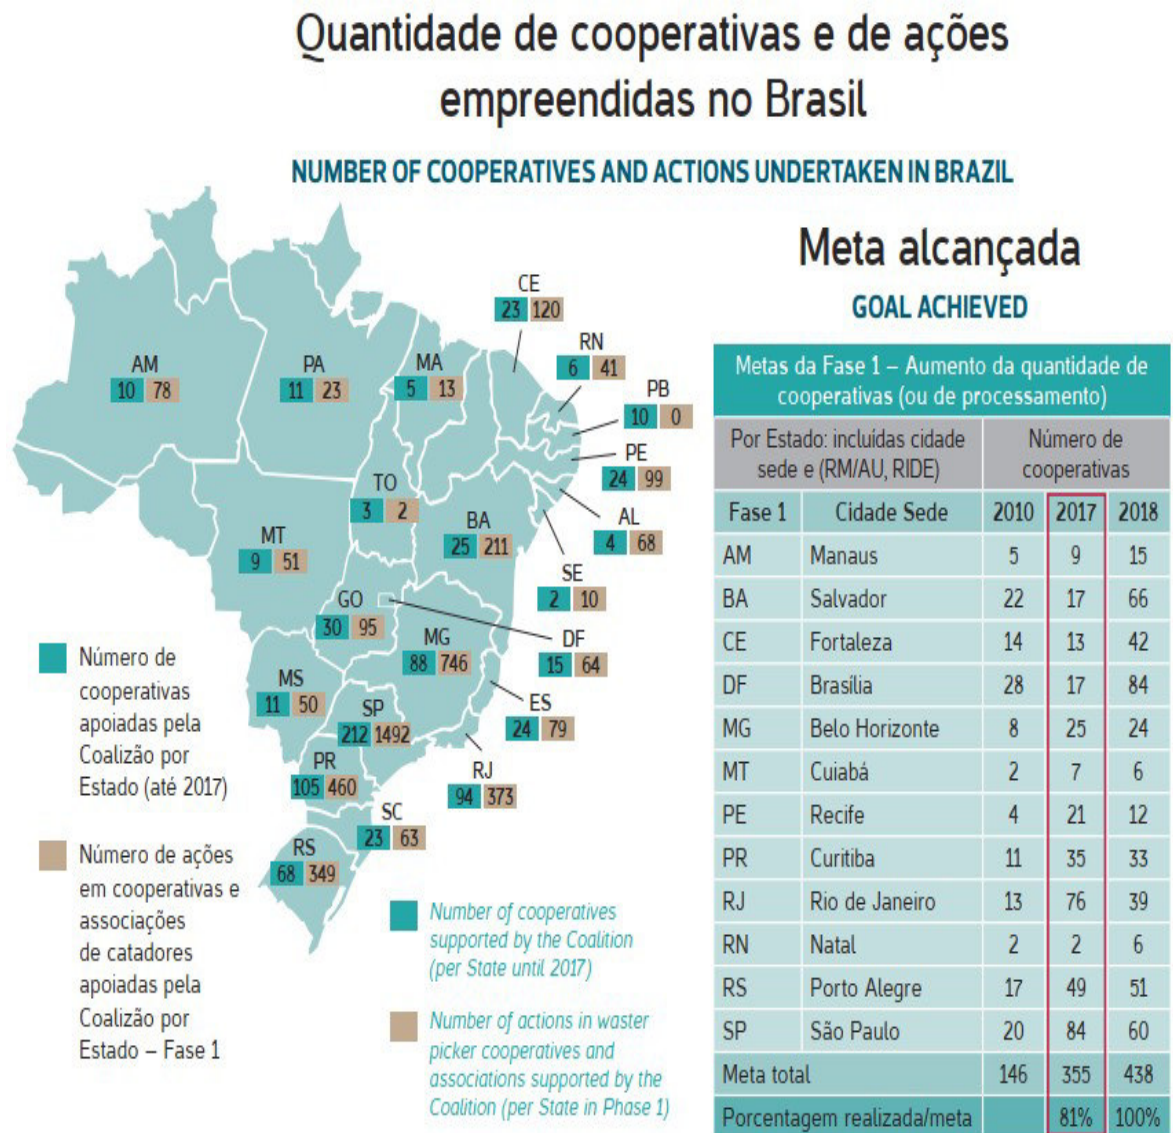 Quantidade de cooperativas e de ações
empreendidas no Brasil
NUMBER OF COOPERATIVES AND ACTIONS UNDERTAKEN IN BRAZIL
CE
23 120
RN
6 41
PB
10 0
PE
24 99
AL
4 68
SE
2 10
DF
15 64
ES
24 79
RJ
94 373
AM
10 78
PA
11 23
MA
5 13
TO
3 2
BA
25 211
MT
9 51
GO
30 95
MG
88 746
MS
11 50
SP
212 1492
PR
105 460
SC
23 63
RS
68 349
Número de
cooperativas
apoiadas pela
Coalizão por
Estado (até 2017)
Número de ações
em cooperativas e
associações
de catadores
apoiadas pela
Coalizão por
Estado – Fase 1
Number of cooperatives
supported by the Coalition
(per State until 2017)
Number of actions in waster
picker cooperatives and
associations supported by the
Coalition (per State in Phase 1)
Meta alcançada
GOAL ACHIEVED
Metas da Fase 1 – Aumento da quantidade de
cooperativas (ou de processamento)
Por Estado: incluídas cidade
sede e (RM/AU, RIDE)
Número de
cooperativas
Fase 1 Cidade Sede 2010 2017 2018
AM Manaus 5 9 15
BA Salvador 22 17 66
CE Fortaleza 14 13 42
DF Brasília 28 17 84
MG Belo Horizonte 8 25 24
MT Cuiabá 2 7 6
PE Recife 4 21 12
PR Curitiba 11 35 33
RJ Rio de Janeiro 13 76 39
RN Natal 2 2 6
RS Porto Alegre 17 49 51
SP São Paulo 20 84 60
Meta total 146 355 438
Porcentagem realizada/meta 81% 100%